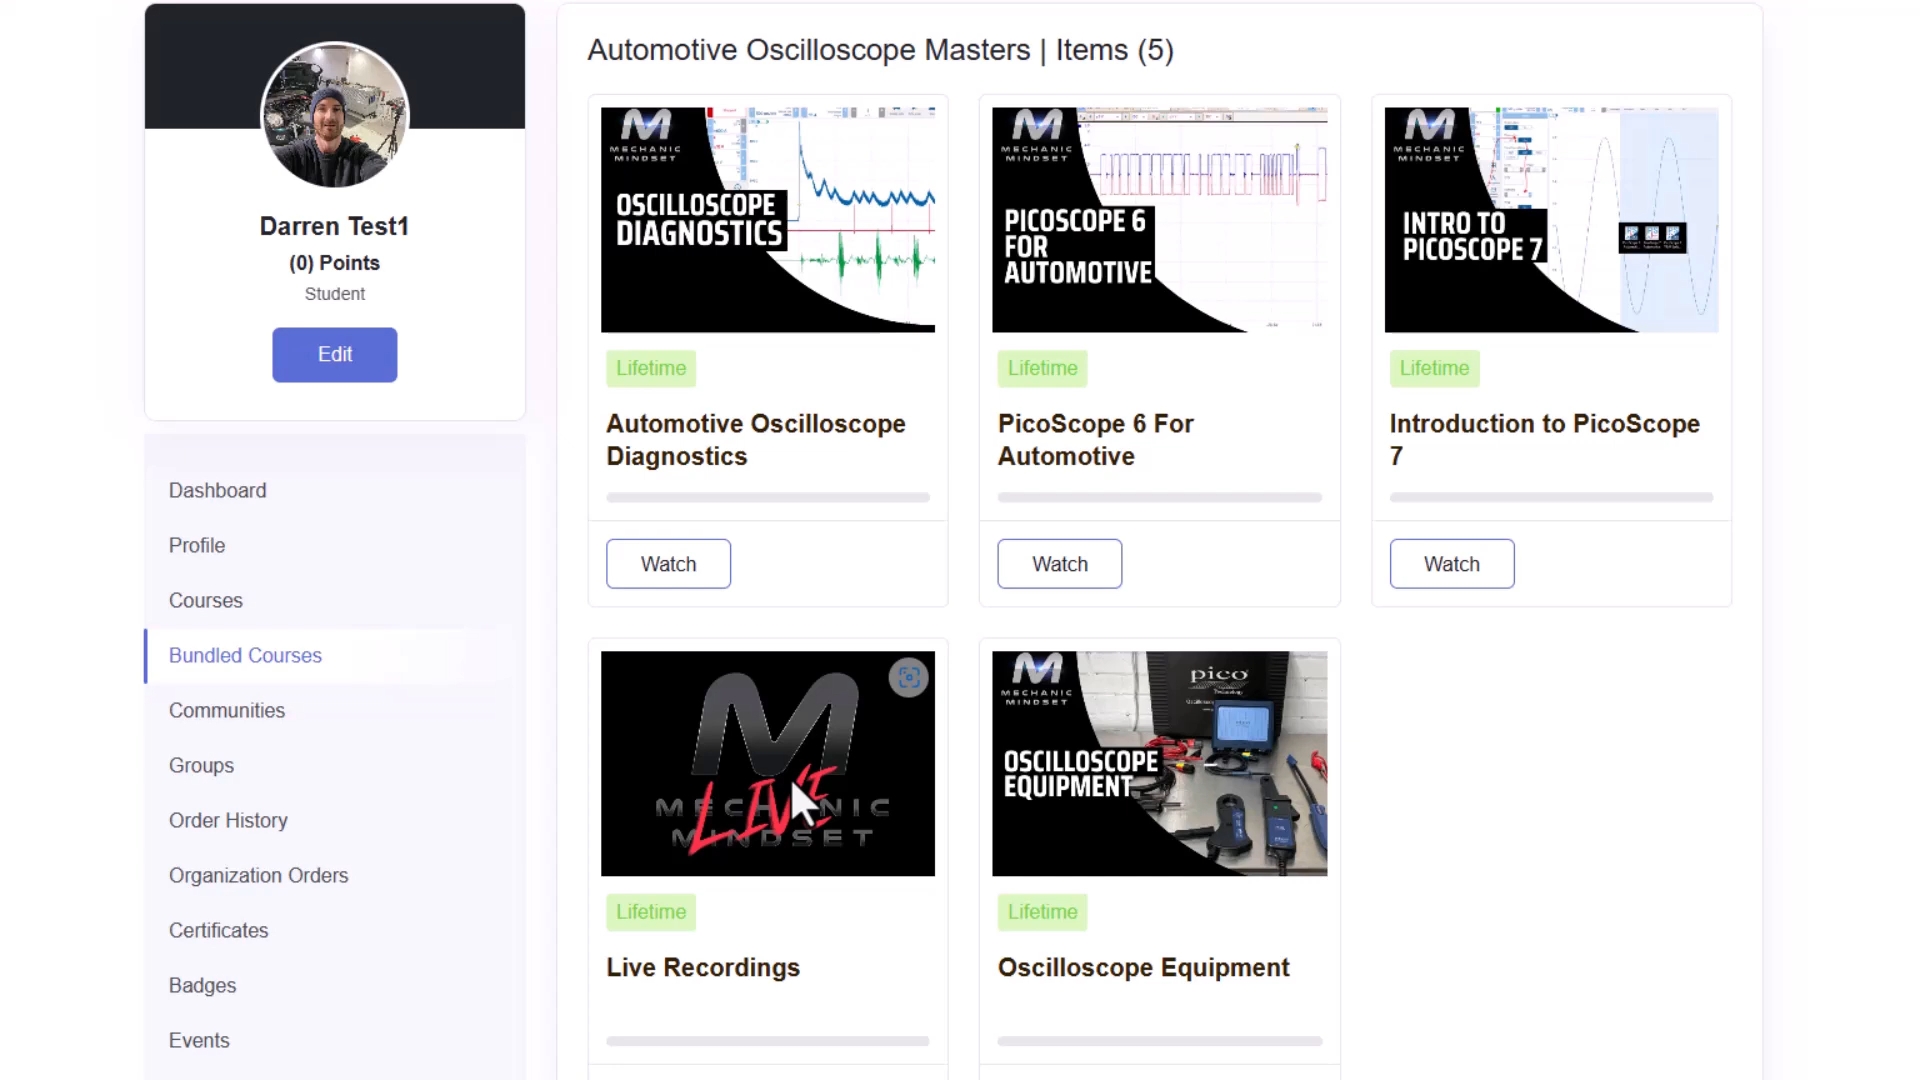 Darren Test1
(0) Points
Student
Edit
Dashboard
Profile
Courses
Bundled Courses
Communities
Groups
Order History
Organization Orders
Certificates
Badges
Events
Automotive Oscilloscope Masters | Items (5)
MECHANIC
MINDSET
OSCILLOSCOPE
DIAGNOSTICS
Lifetime
Automotive Oscilloscope
Diagnostics
Watch
MECHANIC
MINDSET
PICOSCOPE 6
FOR
AUTOMOTIVE
Lifetime
PicoScope 6 For
Automotive
Watch
MECHANIC
MINDSET
INTRO TO
PICOSCOPE 7
Lifetime
Introduction to PicoScope
7
Watch
MECHANIC
MINDSET
LIVE
Lifetime
Live Recordings
MECHANIC
MINDSET
pico
Technology
OSCILLOSCOPE
EQUIPMENT
Lifetime
Oscilloscope Equipment